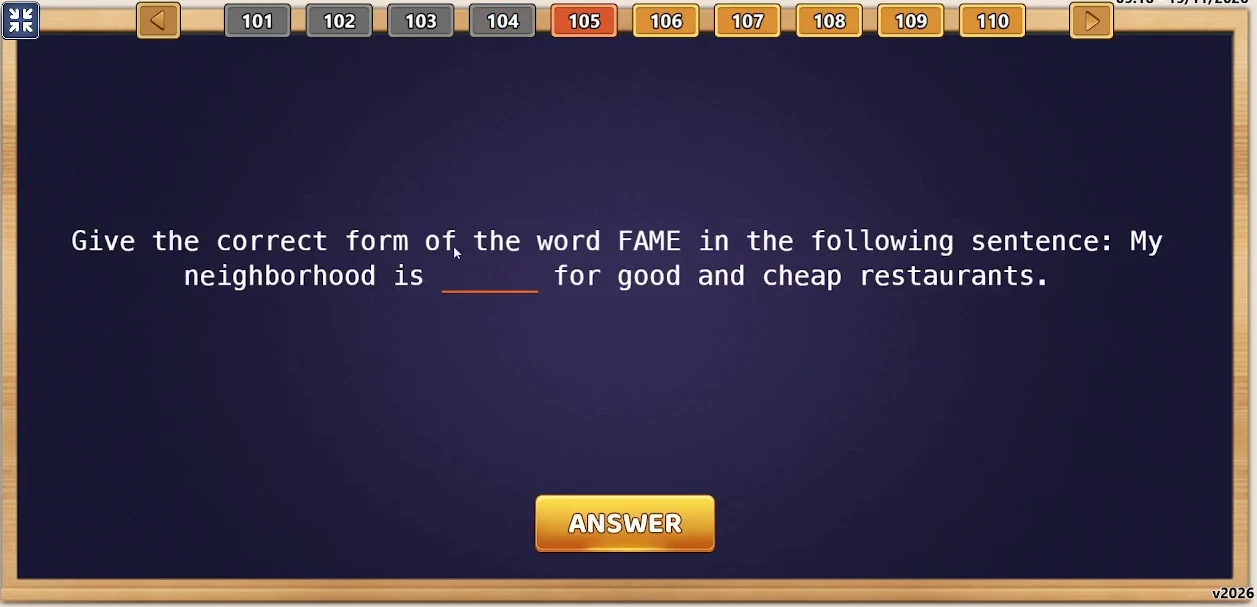 101 102 103 104 105 106 107 108 109 110
Give the correct form of the word FAME in the following sentence: My
neighborhood is ______ for good and cheap restaurants.
ANSWER
v2026